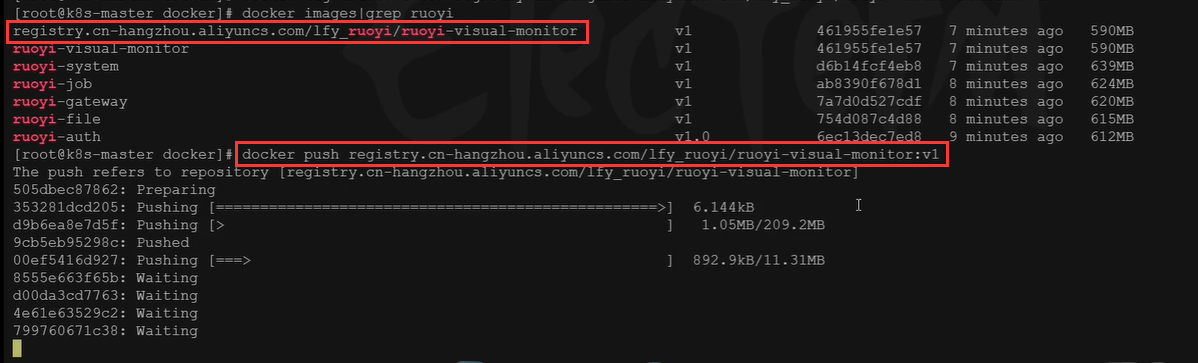 [root@k8s-master docker]# docker images|grep ruoyi
registry.cn-hangzhou.aliyuncs.com/lfy_ruoyi/ruoyi-visual-monitor v1 461955fe1e57 7 minutes ago 590MB
ruoyi-visual-monitor v1 461955fe1e57 7 minutes ago 590MB
ruoyi-system v1 d6b14fcf4eb8 7 minutes ago 639MB
ruoyi-job v1 ab8390f678d1 8 minutes ago 624MB
ruoyi-gateway v1 7a7d0d527cdf 8 minutes ago 620MB
ruoyi-file v1 754d087c4d88 8 minutes ago 615MB
ruoyi-auth v1.0 6ec13dec7ed8 9 minutes ago 612MB
[root@k8s-master docker]# docker push registry.cn-hangzhou.aliyuncs.com/lfy_ruoyi/ruoyi-visual-monitor:v1
The push refers to repository [registry.cn-hangzhou.aliyuncs.com/lfy_ruoyi/ruoyi-visual-monitor]
505dbec87862: Preparing
353281dcd205: Pushing [==================================================>] 6.144kB
d9b6ea8e7d5f: Pushing [> ] 1.05MB/209.2MB
9cb5eb95298c: Pushed
00ef5416d927: Pushing [===> ] 892.9kB/11.31MB
8555e663f65b: Waiting
d00da3cd7763: Waiting
4e61e63529c2: Waiting
799760671c38: Waiting